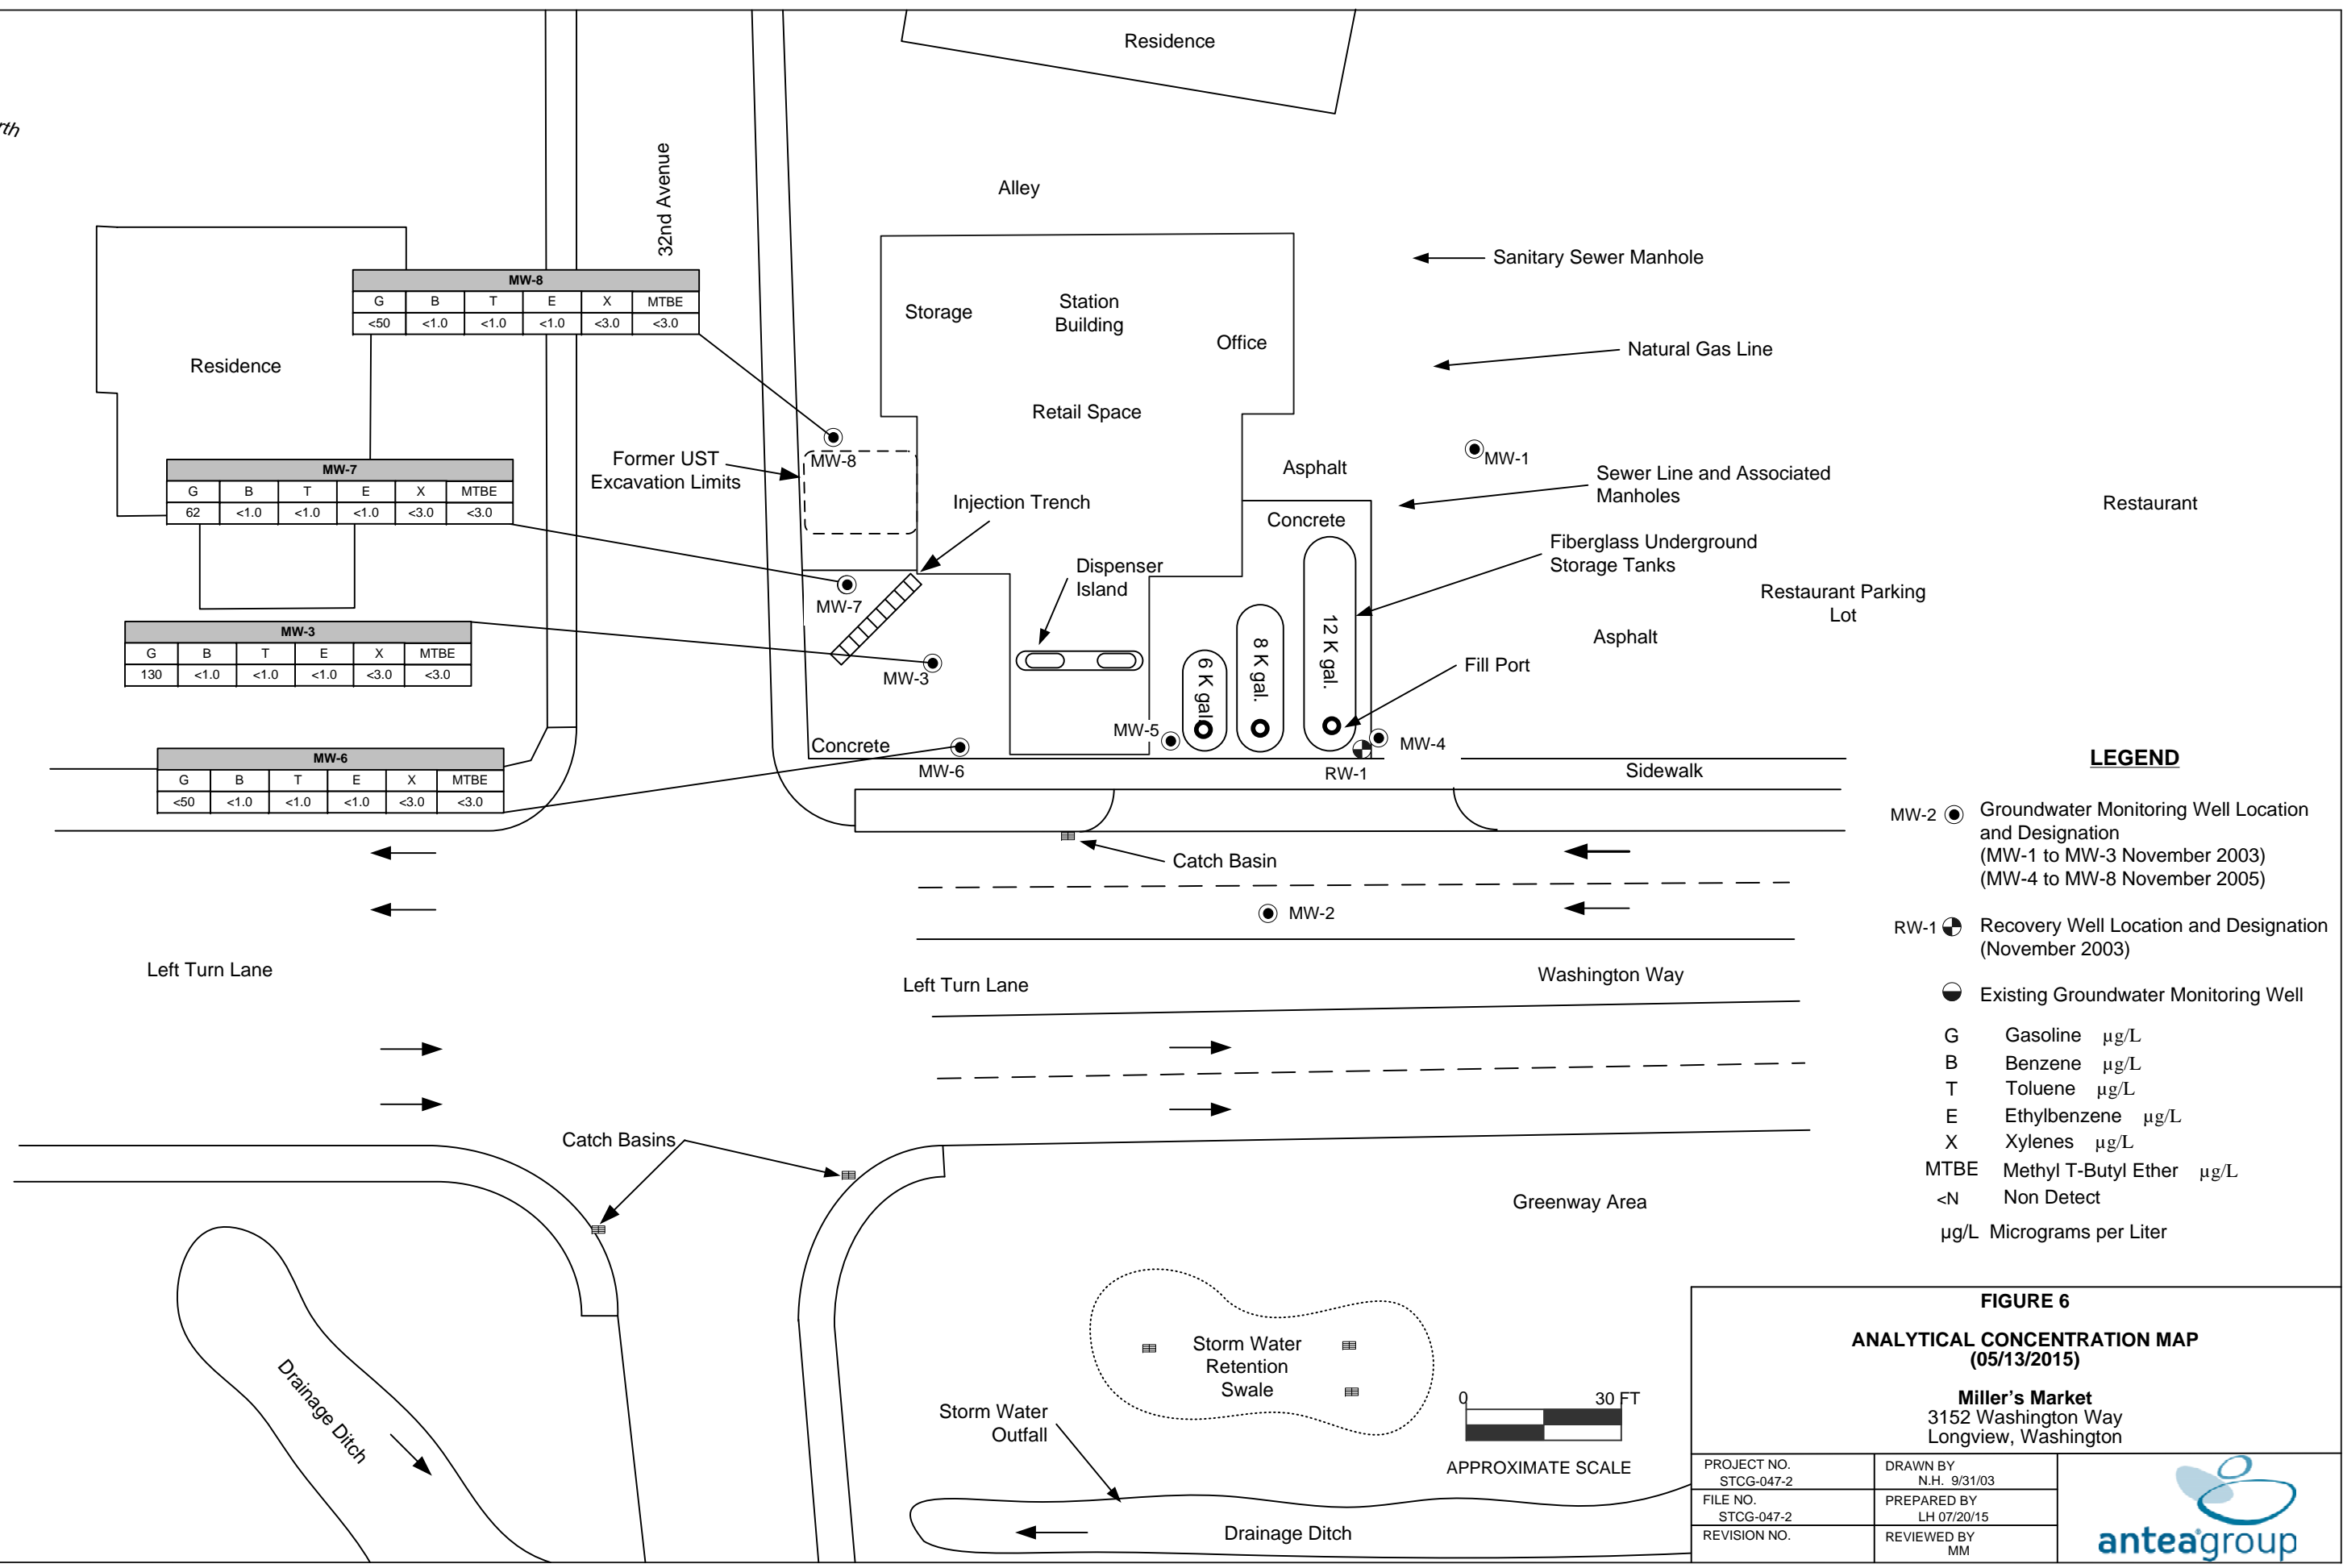 Residence
rth
32nd Avenue
Alley
Sanitary Sewer Manhole
MW-8
G B T E X MTBE
<50 <1.0 <1.0 <1.0 <3.0 <3.0
Storage
Station
Building
Office
Natural Gas Line
Residence
Retail Space
MW-8
Former UST
Excavation Limits
MW-1
Asphalt
Sewer Line and Associated
Manholes
Restaurant
MW-7
G B T E X MTBE
62 <1.0 <1.0 <1.0 <3.0 <3.0
Injection Trench
Concrete
Fiberglass Underground
Storage Tanks
Dispenser
Island
Restaurant Parking
Lot
MW-7
12 K gal.
8 K gal.
6 K gal.
Asphalt
MW-3
G B T E X MTBE
130 <1.0 <1.0 <1.0 <3.0 <3.0
Fill Port
MW-3
MW-5
Concrete
MW-4
MW-6
G B T E X MTBE
<50 <1.0 <1.0 <1.0 <3.0 <3.0
MW-6
RW-1
Sidewalk
Catch Basin
MW-2
Left Turn Lane
Left Turn Lane
Washington Way
Catch Basins
Greenway Area
Drainage Ditch
Storm Water
Retention
Swale
Storm Water
Outfall
0 30 FT
APPROXIMATE SCALE
Drainage Ditch
LEGEND
MW-2 Groundwater Monitoring Well Location
and Designation
(MW-1 to MW-3 November 2003)
(MW-4 to MW-8 November 2005)
RW-1 Recovery Well Location and Designation
(November 2003)
Existing Groundwater Monitoring Well
G Gasoline µg/L
B Benzene µg/L
T Toluene µg/L
E Ethylbenzene µg/L
X Xylenes µg/L
MTBE Methyl T-Butyl Ether µg/L
<N Non Detect
µg/L Micrograms per Liter
FIGURE 6
ANALYTICAL CONCENTRATION MAP
(05/13/2015)
Miller’s Market
3152 Washington Way
Longview, Washington
PROJECT NO.
STCG-047-2
DRAWN BY
N.H. 9/31/03
FILE NO.
STCG-047-2
PREPARED BY
LH 07/20/15
REVISION NO.
REVIEWED BY
MM
anteagroup